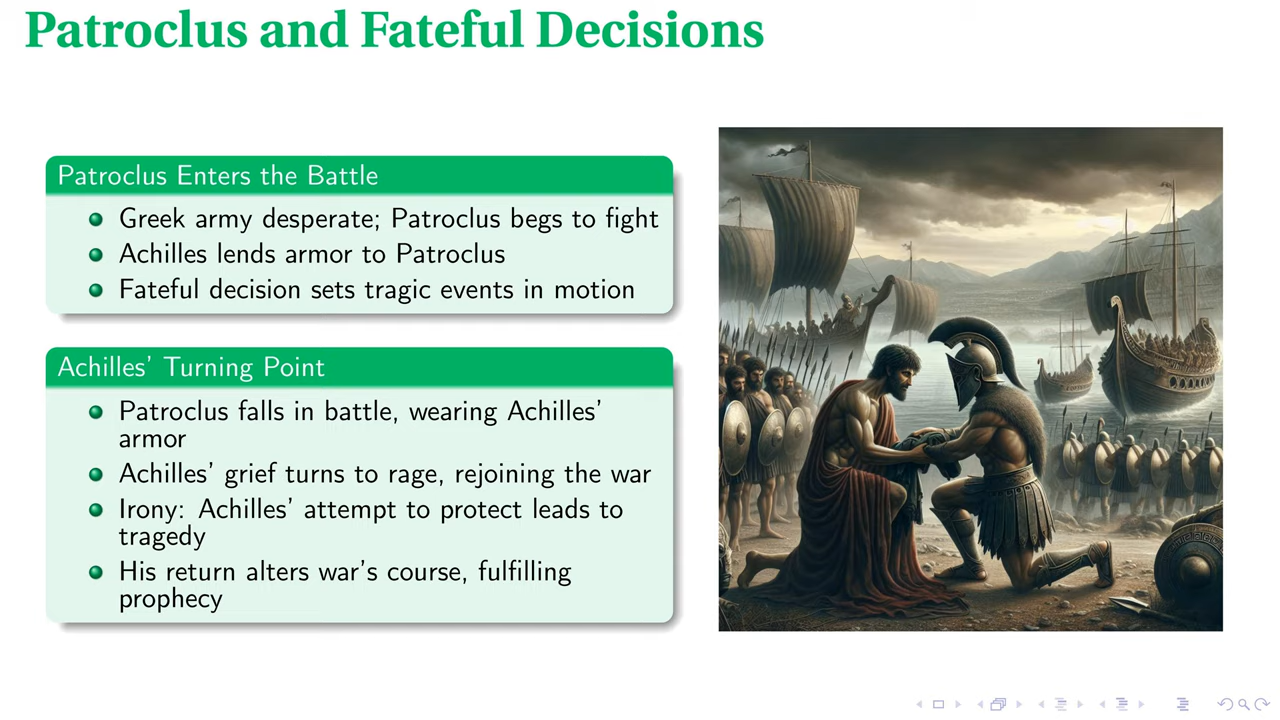 Patroclus and Fateful Decisions
Patroclus Enters the Battle
Greek army desperate; Patroclus begs to fight
Achilles lends armor to Patroclus
Fateful decision sets tragic events in motion
Achilles' Turning Point
Patroclus falls in battle, wearing Achilles'
armor
Achilles' grief turns to rage, rejoining the war
Irony: Achilles' attempt to protect leads to
tragedy
His return alters war's course, fulfilling
prophecy